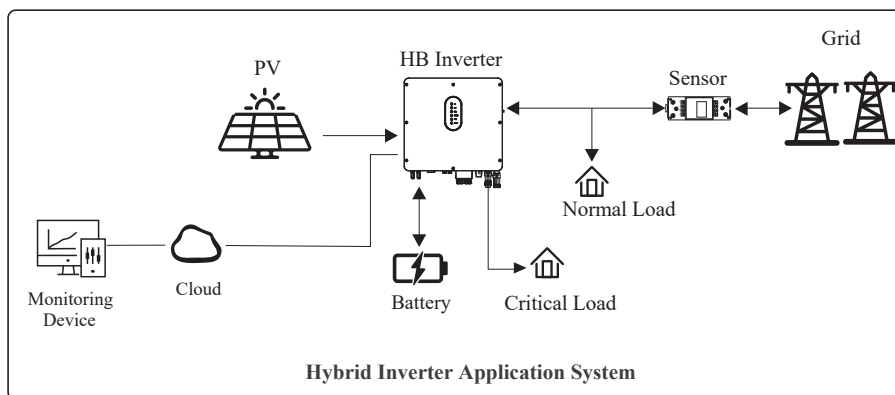 Grid
HB Inverter
PV
Sensor
Normal Load
Cloud
Monitoring
Device
Battery
Critical Load
Hybrid Inverter Application System